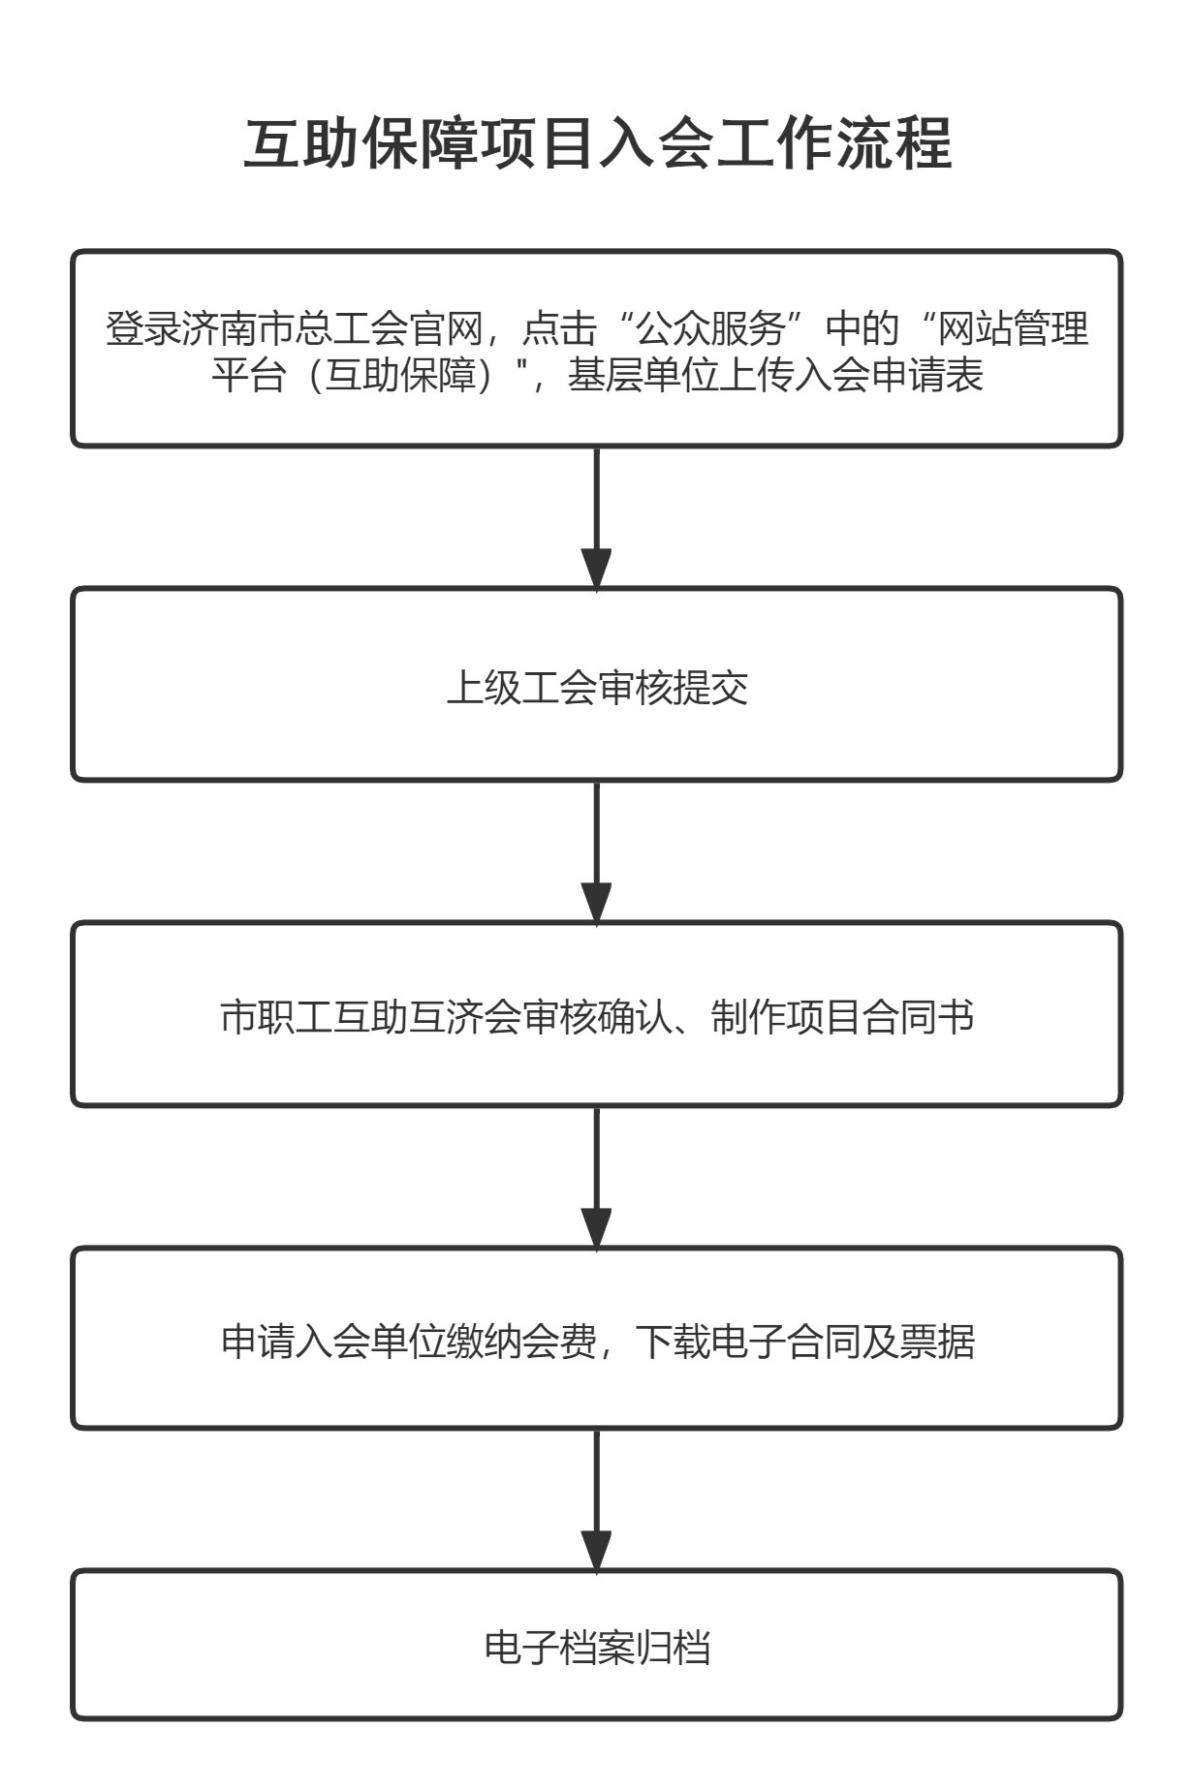 互助保障项目入会工作流程
登录济南市总工会官网，点击“公众服务”中的“网站管理
平台（互助保障）"，基层单位上传入会申请表
上级工会审核提交
市职工互助互济会审核确认、制作项目合同书
申请入会单位缴纳会费，下载电子合同及票据
电子档案归档